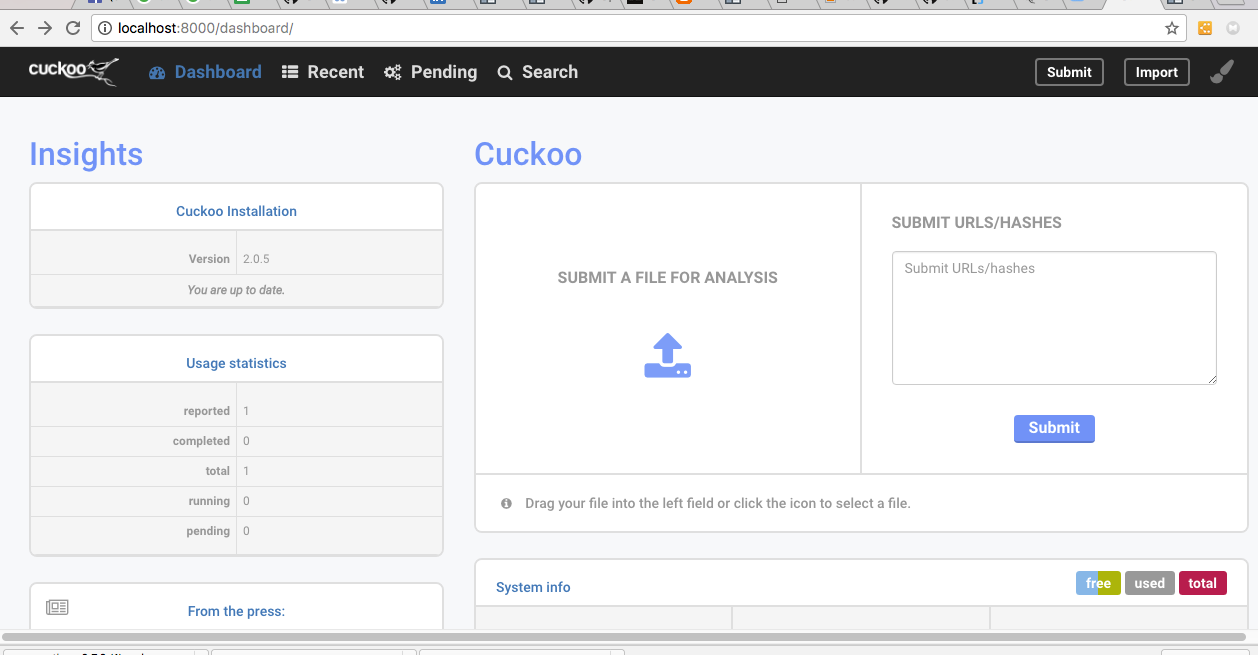 localhost:8000/dashboard/
cuckoo Dashboard Recent Pending Search Submit Import
Insights
Cuckoo Installation
Version 2.0.5
You are up to date.
Usage statistics
reported 1
completed 0
total 1
running 0
pending 0
From the press:
Cuckoo
SUBMIT A FILE FOR ANALYSIS
SUBMIT URLS/HASHES
Submit URLs/hashes
Submit
Drag your file into the left field or click the icon to select a file.
System info free used total